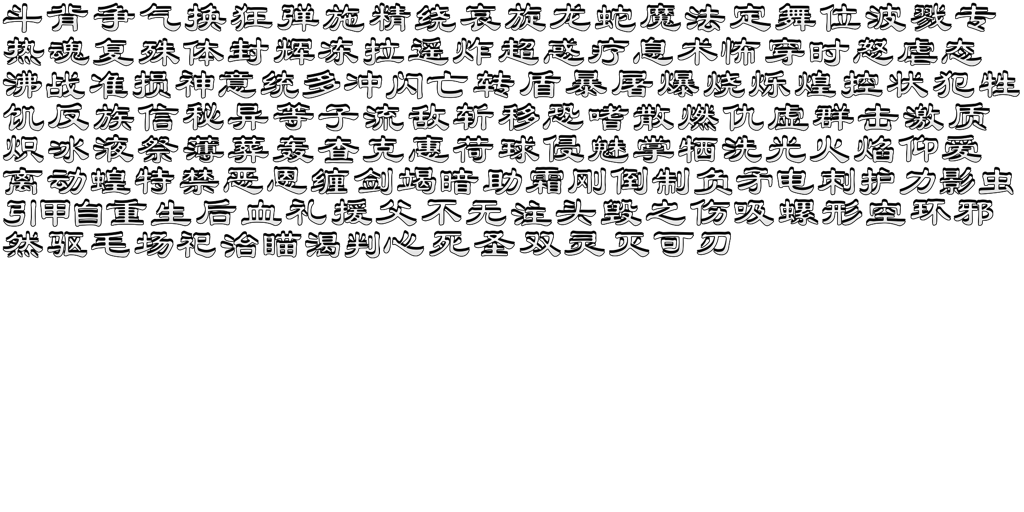 斗背争气换狂弹施精绕哀旋龙蛇魔法定舞位波戮专
热魂复殊体封辉冻拉遥炸超惑疗息术怖穿时怒虐态
沸战准损神意统多冲闪亡转盾暴屠爆烧烁煌控状犯牲
饥反族信秘异等子流敌斩移恐嗜散燃仇虚群击激质
炽冰液祭薄葬轰查克惠荷球侵魅掌牺洗光火焰仰爱
离动蝗特禁恶恩缠剑竭暗助霜刚倒制负矛电刺护力影虫
引甲自重生后血礼援父不无注头毁之伤吸螺形空环邪
然驱毛扬祀洽瞄渴判心死圣双灵灭可刃